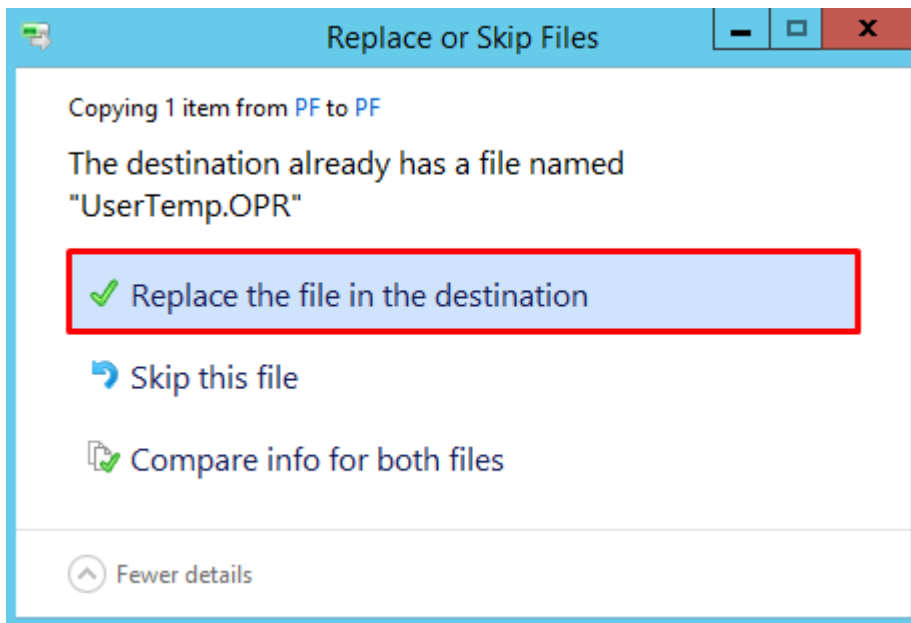 Replace or Skip Files
Copying 1 item from PF to PF
The destination already has a file named
"UserTemp.OPR"
Replace the file in the destination
Skip this file
Compare info for both files
Fewer details